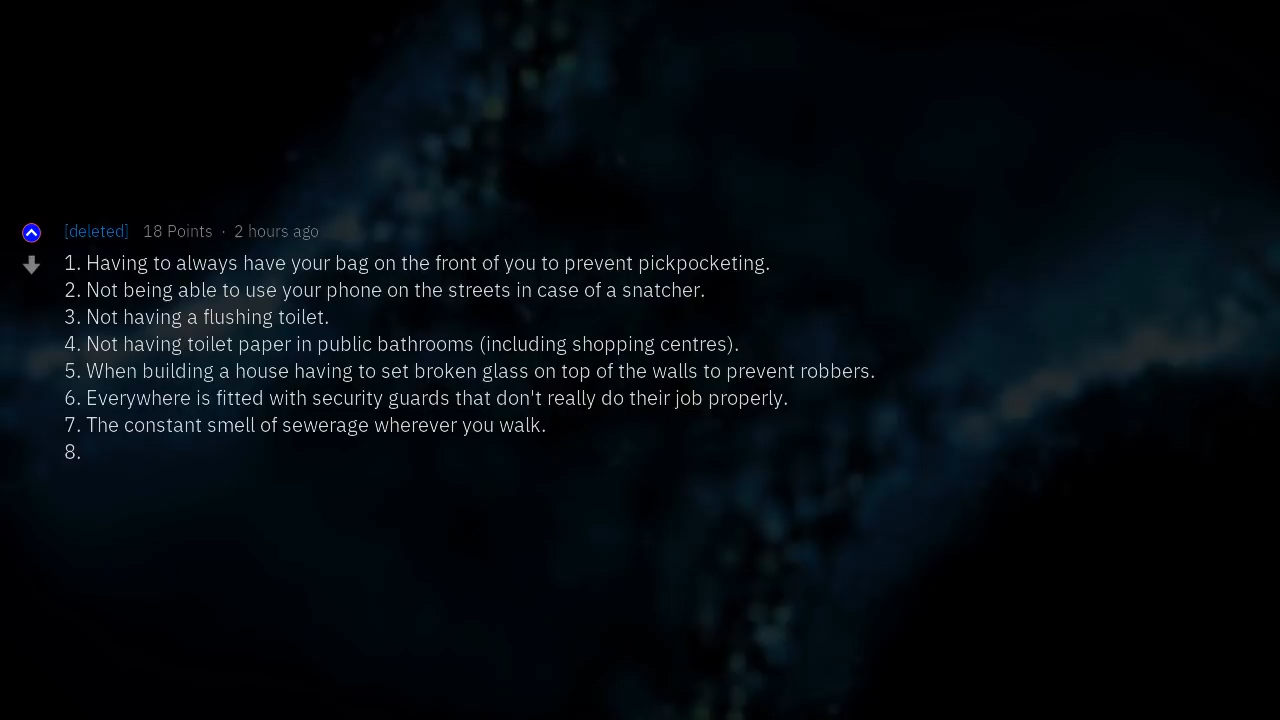 [deleted] 18 Points · 2 hours ago
1. Having to always have your bag on the front of you to prevent pickpocketing.
2. Not being able to use your phone on the streets in case of a snatcher.
3. Not having a flushing toilet.
4. Not having toilet paper in public bathrooms (including shopping centres).
5. When building a house having to set broken glass on top of the walls to prevent robbers.
6. Everywhere is fitted with security guards that don't really do their job properly.
7. The constant smell of sewerage wherever you walk.
8.